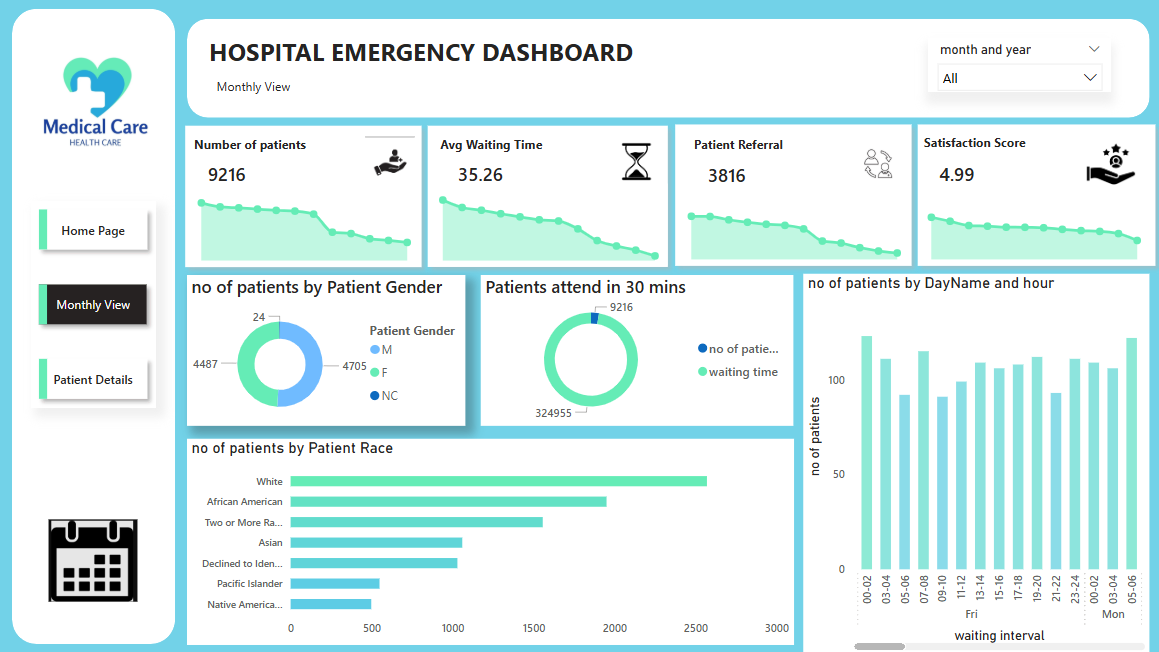 Medical Care
HEALTH CARE
Home Page
Monthly View
Patient Details
HOSPITAL EMERGENCY DASHBOARD
Monthly View
month and year
All
Number of patients
9216
Avg Waiting Time
35.26
Patient Referral
3816
Satisfaction Score
4.99
no of patients by Patient Gender
24
4487
4705
Patient Gender
M
F
NC
Patients attend in 30 mins
9216
324955
no of patie...
waiting time
no of patients by Patient Race
White
African American
Two or More Ra...
Asian
Declined to Iden...
Pacific Islander
Native America...
0 500 1000 1500 2000 2500 3000
no of patients by DayName and hour
no of patients
100
50
0
00-02 03-04 05-06 07-08 09-10 11-12 13-14 15-16 17-18 19-20 21-22 23-24 00-02 03-04 05-06
Fri Mon
waiting interval